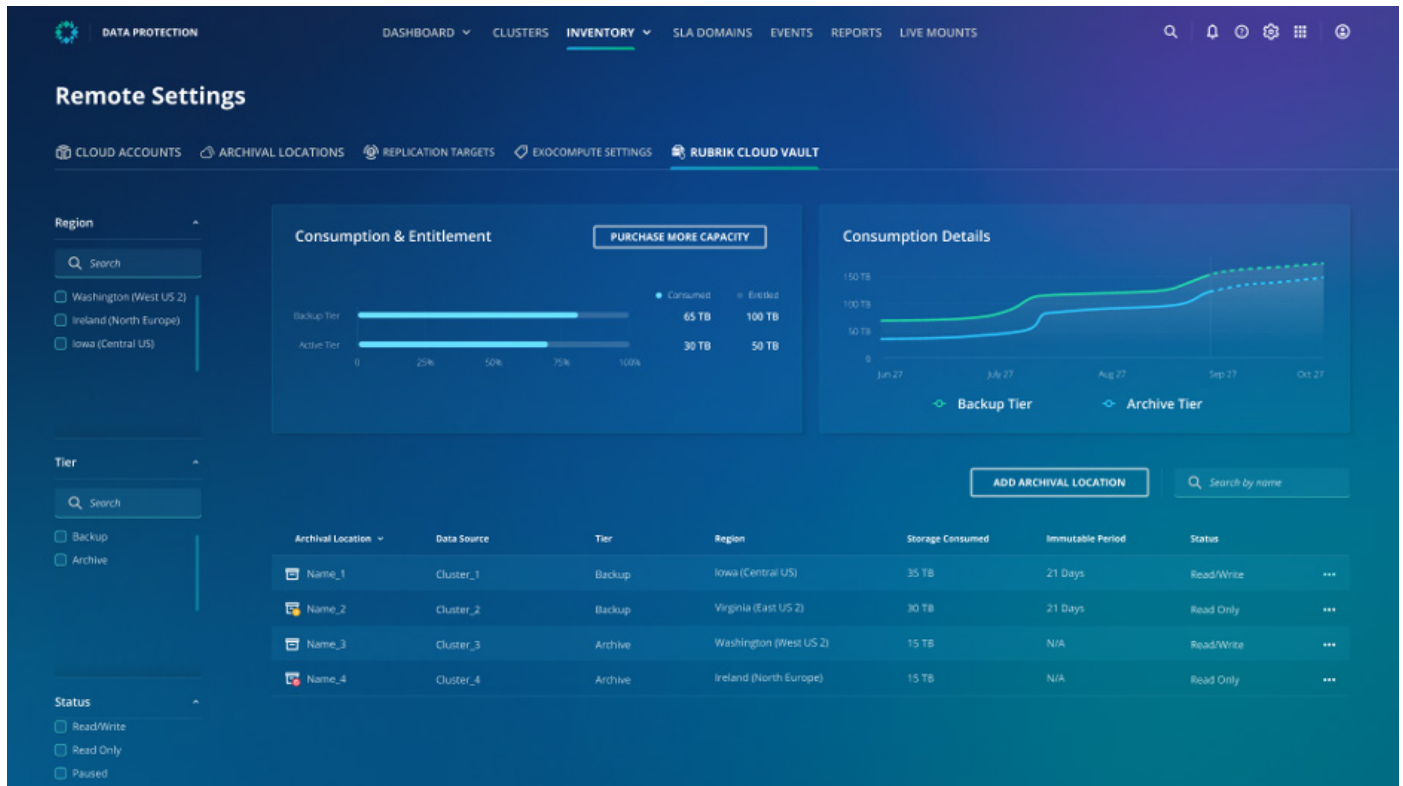 DATA PROTECTION
DASHBOARD CLUSTERS INVENTORY SLA DOMAINS EVENTS REPORTS LIVE MOUNTS
Remote Settings
CLOUD ACCOUNTS ARCHIVAL LOCATIONS REPLICATION TARGETS EXOCOMPUTE SETTINGS RUBRIK CLOUD VAULT
Region
Search
Washington (West US 2)
Ireland (North Europe)
Iowa (Central US)
Tier
Search
Backup
Archive
Status
Read/Write
Read Only
Paused
Consumption & Entitlement
PURCHASE MORE CAPACITY
Consumed Entitled
Backup Tier 65 TB 100 TB
Active Tier 30 TB 50 TB
0 25% 50% 75% 100%
Consumption Details
150 TB
100 TB
50 TB
0
Jun 27 July 27 Aug 27 Sep 27 Oct 27
Backup Tier Archive Tier
ADD ARCHIVAL LOCATION
Search by name
Archival Location Data Source Tier Region Storage Consumed Immutable Period Status
Name_1 Cluster_1 Backup Iowa (Central US) 35 TB 21 Days Read/Write
Name_2 Cluster_2 Backup Virginia (East US 2) 30 TB 21 Days Read Only
Name_3 Cluster_3 Archive Washington (West US 2) 15 TB N/A Read/Write
Name_4 Cluster_4 Archive Ireland (North Europe) 15 TB N/A Read Only